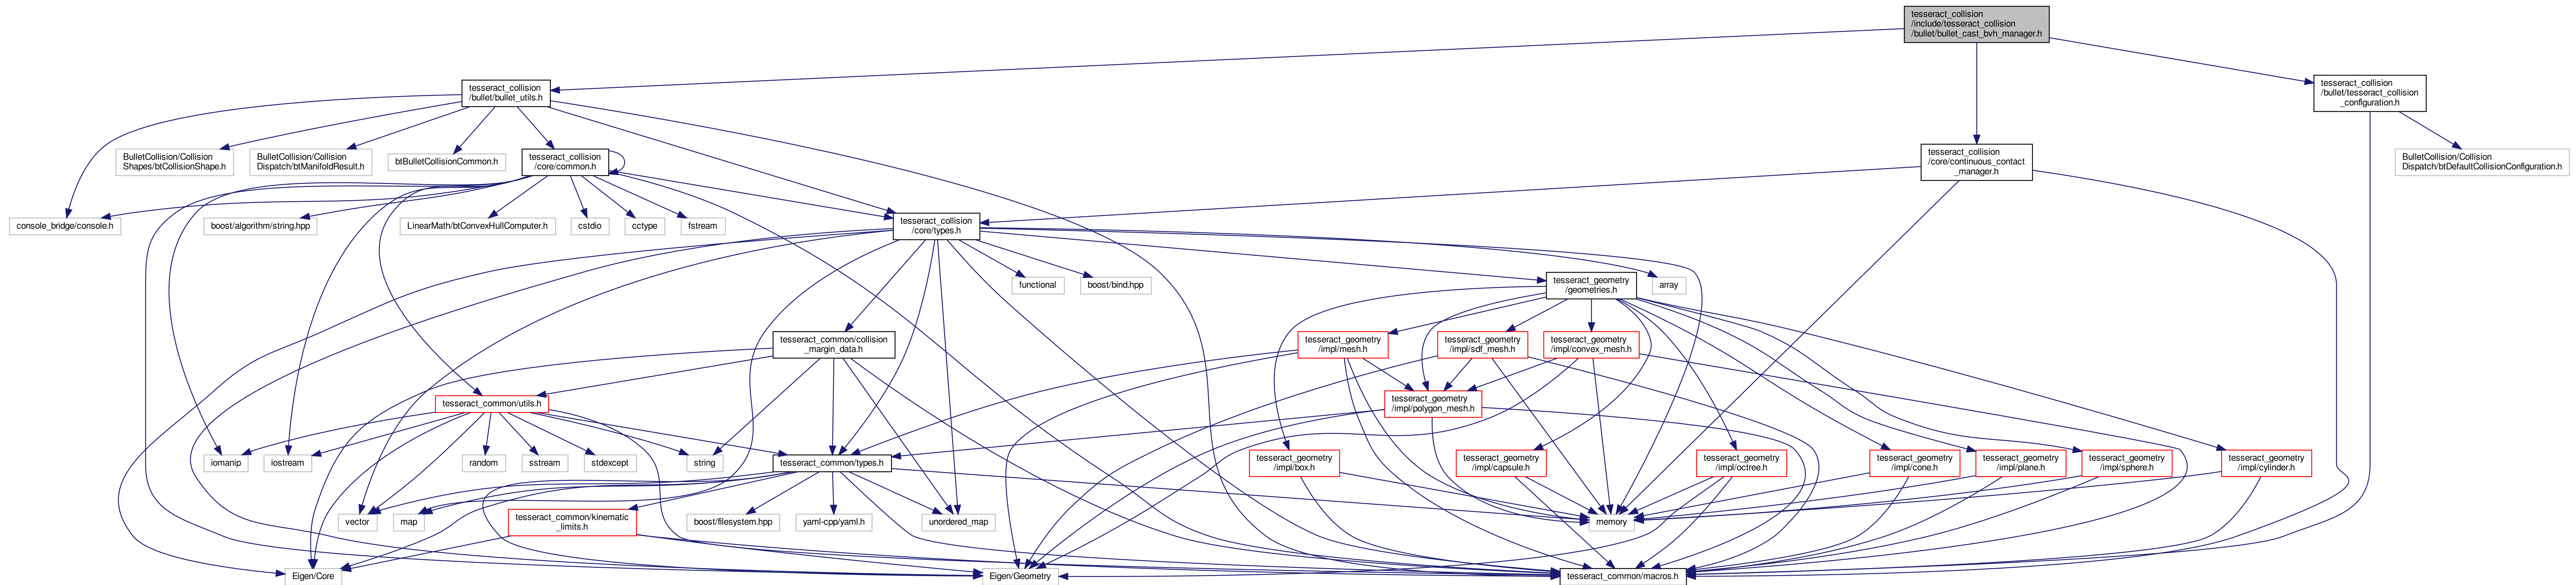 tesseract_collision
/include/tesseract_collision
/bullet/bullet_cast_bvh_manager.h
tesseract_collision
/bullet/bullet_utils.h
tesseract_collision
/bullet/tesseract_collision
_configuration.h
BulletCollision/Collision
Shapes/btCollisionShape.h
BulletCollision/Collision
Dispatch/btManifoldResult.h
btBulletCollisionCommon.h
tesseract_collision
/core/common.h
tesseract_collision
/core/continuous_contact
_manager.h
BulletCollision/Collision
Dispatch/btDefaultCollisionConfiguration.h
console_bridge/console.h
boost/algorithm/string.hpp
LinearMath/btConvexHullComputer.h
cstdio
cctype
fstream
tesseract_collision
/core/types.h
functional
boost/bind.hpp
tesseract_geometry
/geometries.h
array
tesseract_common/collision
_margin_data.h
tesseract_geometry
/impl/mesh.h
tesseract_geometry
/impl/sdf_mesh.h
tesseract_geometry
/impl/convex_mesh.h
tesseract_common/utils.h
tesseract_geometry
/impl/polygon_mesh.h
iomanip
iostream
random
sstream
stdexcept
string
tesseract_common/types.h
tesseract_geometry
/impl/box.h
tesseract_geometry
/impl/capsule.h
tesseract_geometry
/impl/octree.h
tesseract_geometry
/impl/cone.h
tesseract_geometry
/impl/plane.h
tesseract_geometry
/impl/sphere.h
tesseract_geometry
/impl/cylinder.h
vector
map
tesseract_common/kinematic
_limits.h
boost/filesystem.hpp
yaml-cpp/yaml.h
unordered_map
memory
Eigen/Core
Eigen/Geometry
tesseract_common/macros.h